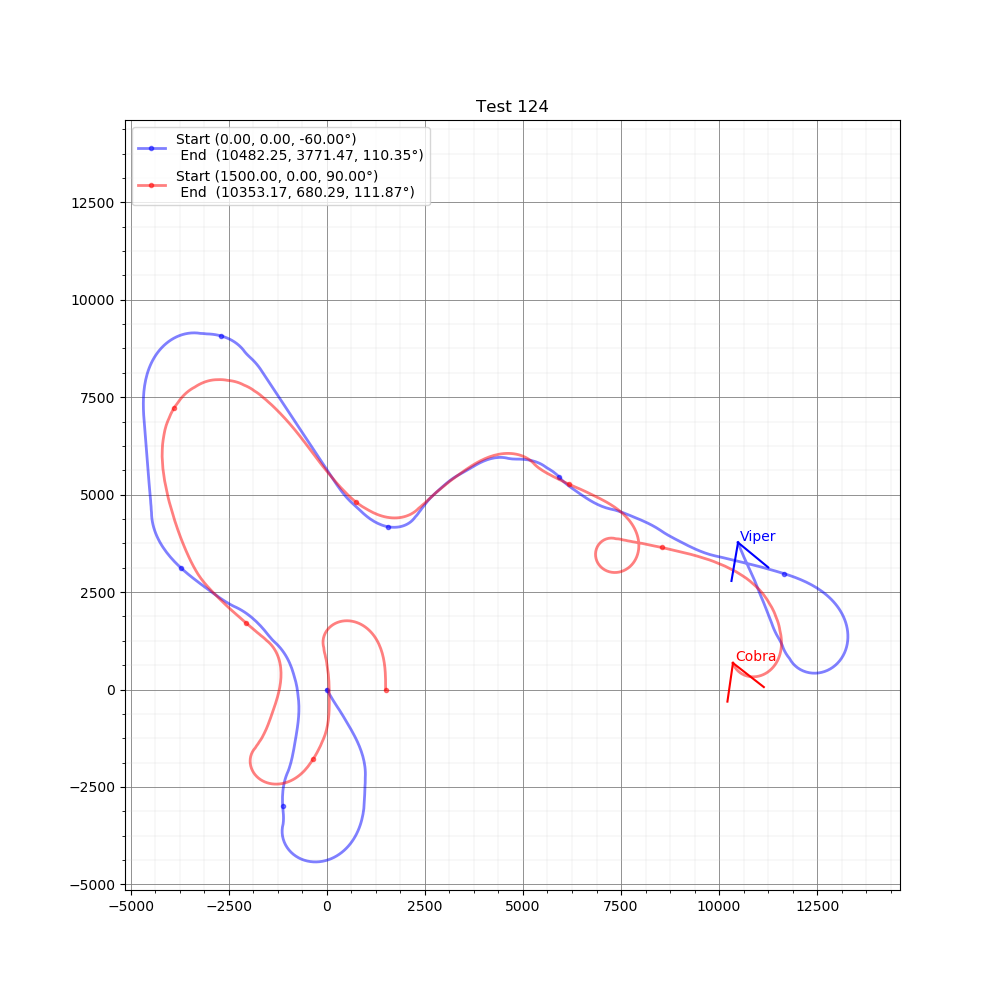 Test 124
Start (0.00, 0.00, -60.00°)
End (10482.25, 3771.47, 110.35°)
Start (1500.00, 0.00, 90.00°)
End (10353.17, 680.29, 111.87°)
12500
10000
7500
5000
2500
0
−2500
−5000
Viper
Cobra
−5000 −2500 0 2500 5000 7500 10000 12500